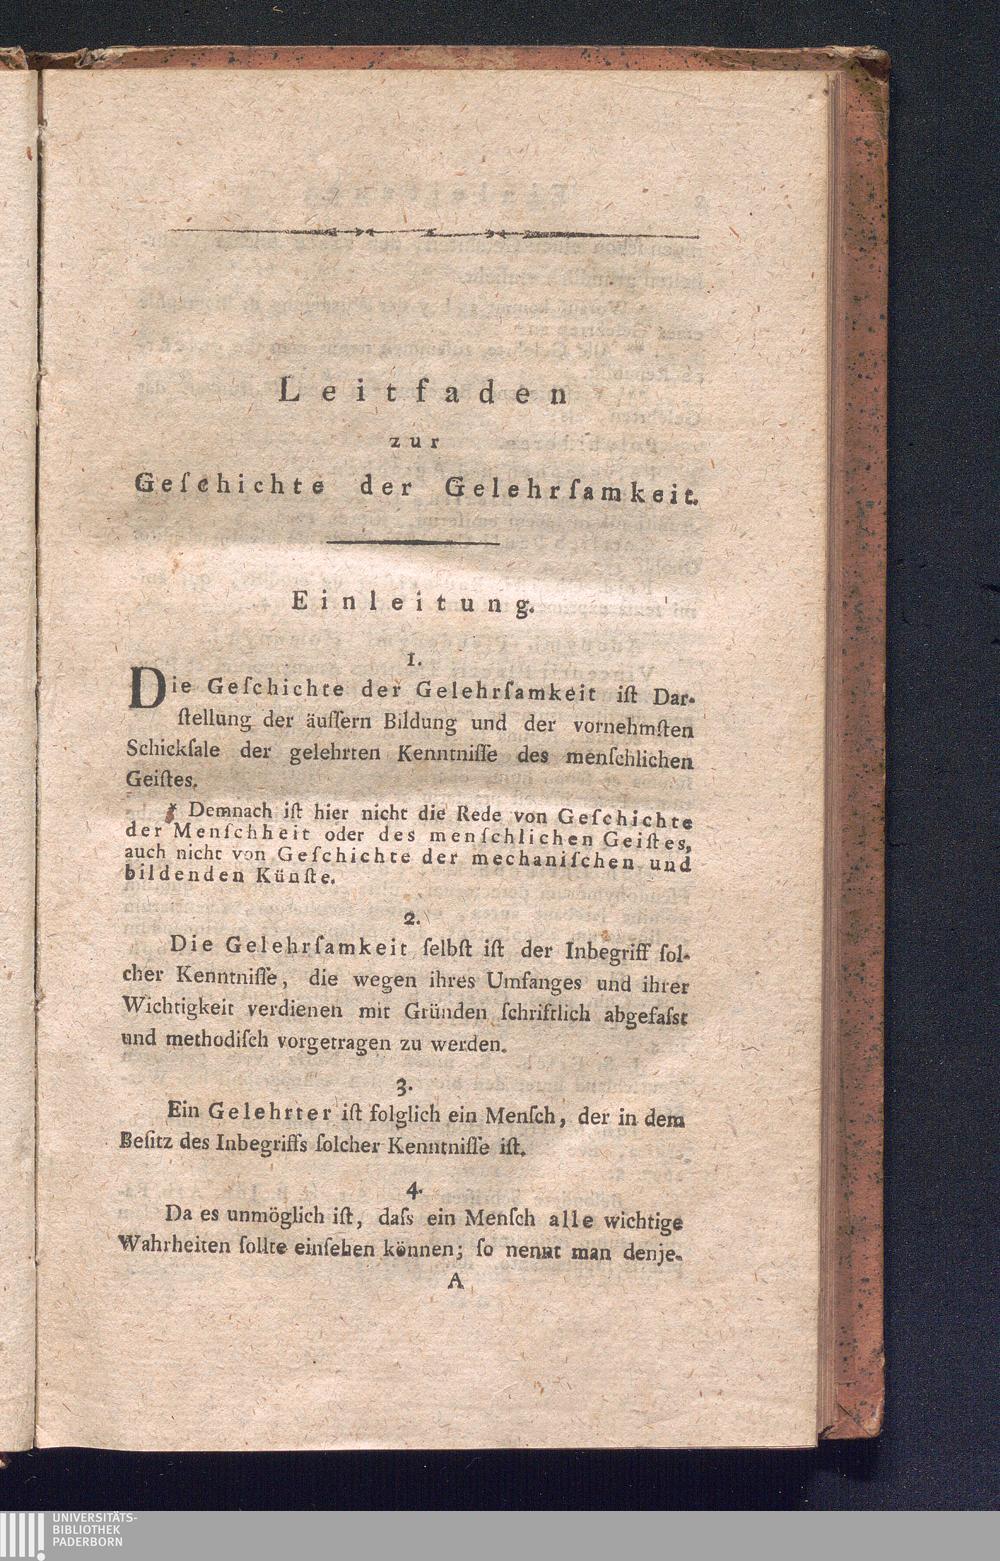 Leitfaden
zur
Geſchichte der Gelehrſamkeit.
Einleitung.
1.
Die Geſchichte der Gelehrſamkeit iſt Dar-
ſtellung der äuſſern Bildung und der vornehmſten
Schickſale der gelehrten Kenntniſſe des menſchlichen
Geiſtes.
* Demnach iſt hier nicht die Rede von Geſchichte
der Menſchheit oder des menſchlichen Geiſtes,
auch nicht von Geſchichte der mechaniſchen und
bildenden Künſte.
2.
Die Gelehrſamkeit ſelbſt iſt der Inbegriff ſol-
cher Kenntniſſe, die wegen ihres Umfanges und ihrer
Wichtigkeit verdienen mit Gründen ſchriftlich abgefaſst
und methodiſch vorgetragen zu werden.
3.
Ein Gelehrter iſt folglich ein Menſch, der in dem
Beſitz des Inbegriffs ſolcher Kenntniſſe iſt.
4.
Da es unmöglich iſt, daſs ein Menſch alle wichtige
Wahrheiten ſollte einſehen können; ſo nennt man denje-
A
UNIVERSITÄTS-
BIBLIOTHEK
PADERBORN